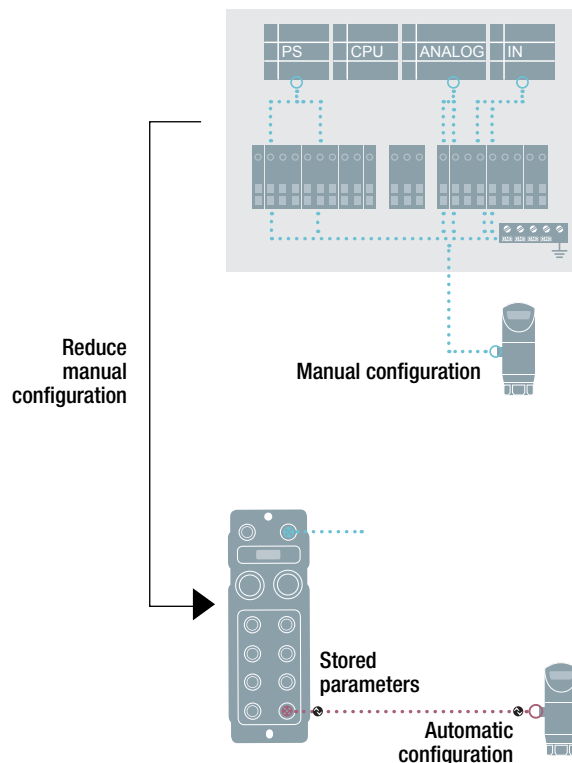 PS CPU ANALOG IN
Reduce
manual
configuration
Manual configuration
Stored
parameters
Automatic
configuration